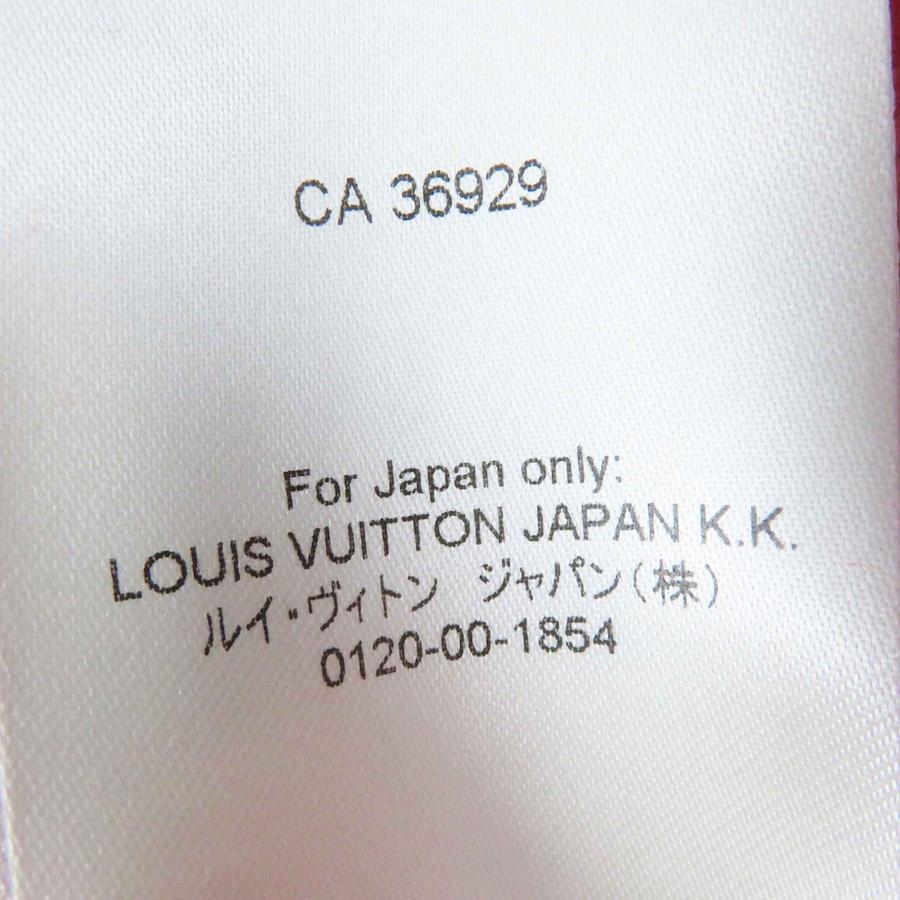 CA 36929
For Japan only:
LOUIS VUITTON JAPAN K.K.
ルイ・ヴィトン　ジャパン(株)
0120-00-1854